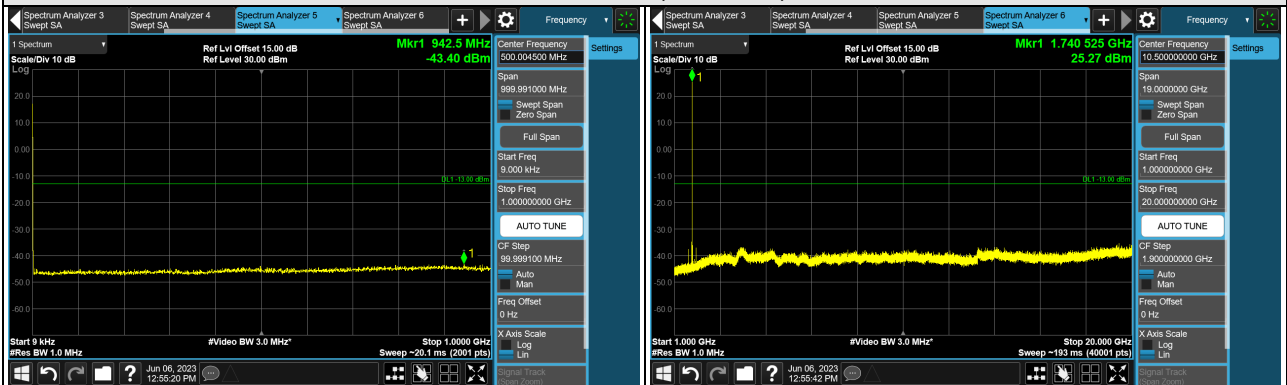 Spectrum Analyzer 3
Swept SA
Spectrum Analyzer 4
Swept SA
Spectrum Analyzer 5
Swept SA
Spectrum Analyzer 6
Swept SA
+
Frequency
1 Spectrum
Scale/Div 10 dB
Log
Ref Lvl Offset 15.00 dB
Ref Level 30.00 dBm
Mkr1 942.5 MHz
-43.40 dBm
20.0
10.0
0.00
-10.0
-20.0
-30.0
-40.0
-50.0
-60.0
DL1 -13.00 dBm
1
Start 9 kHz
#Res BW 1.0 MHz
#Video BW 3.0 MHz*
Stop 1.0000 GHz
Sweep ~20.1 ms (2001 pts)
Center Frequency
500.004500 MHz
Settings
Span
999.991000 MHz
Swept Span
Zero Span
Full Span
Start Freq
9.000 kHz
Stop Freq
1.000000000 GHz
AUTO TUNE
CF Step
99.999100 MHz
Auto
Man
Freq Offset
0 Hz
X Axis Scale
Log
Lin
Signal Track
(Span Zoom)
?
Jun 06, 2023
12:55:20 PM
Spectrum Analyzer 3
Swept SA
Spectrum Analyzer 4
Swept SA
Spectrum Analyzer 5
Swept SA
Spectrum Analyzer 6
Swept SA
+
Frequency
1 Spectrum
Scale/Div 10 dB
Log
Ref Lvl Offset 15.00 dB
Ref Level 30.00 dBm
Mkr1 1.740 525 GHz
25.27 dBm
1
20.0
10.0
0.00
-10.0
-20.0
-30.0
-40.0
-50.0
-60.0
DL1 -13.00 dBm
Start 1.000 GHz
#Res BW 1.0 MHz
#Video BW 3.0 MHz*
Stop 20.000 GHz
Sweep ~193 ms (40001 pts)
Center Frequency
10.500000000 GHz
Settings
Span
19.0000000 GHz
Swept Span
Zero Span
Full Span
Start Freq
1.000000000 GHz
Stop Freq
20.000000000 GHz
AUTO TUNE
CF Step
1.900000000 GHz
Auto
Man
Freq Offset
0 Hz
X Axis Scale
Log
Lin
Signal Track
(Span Zoom)
?
Jun 06, 2023
12:55:42 PM